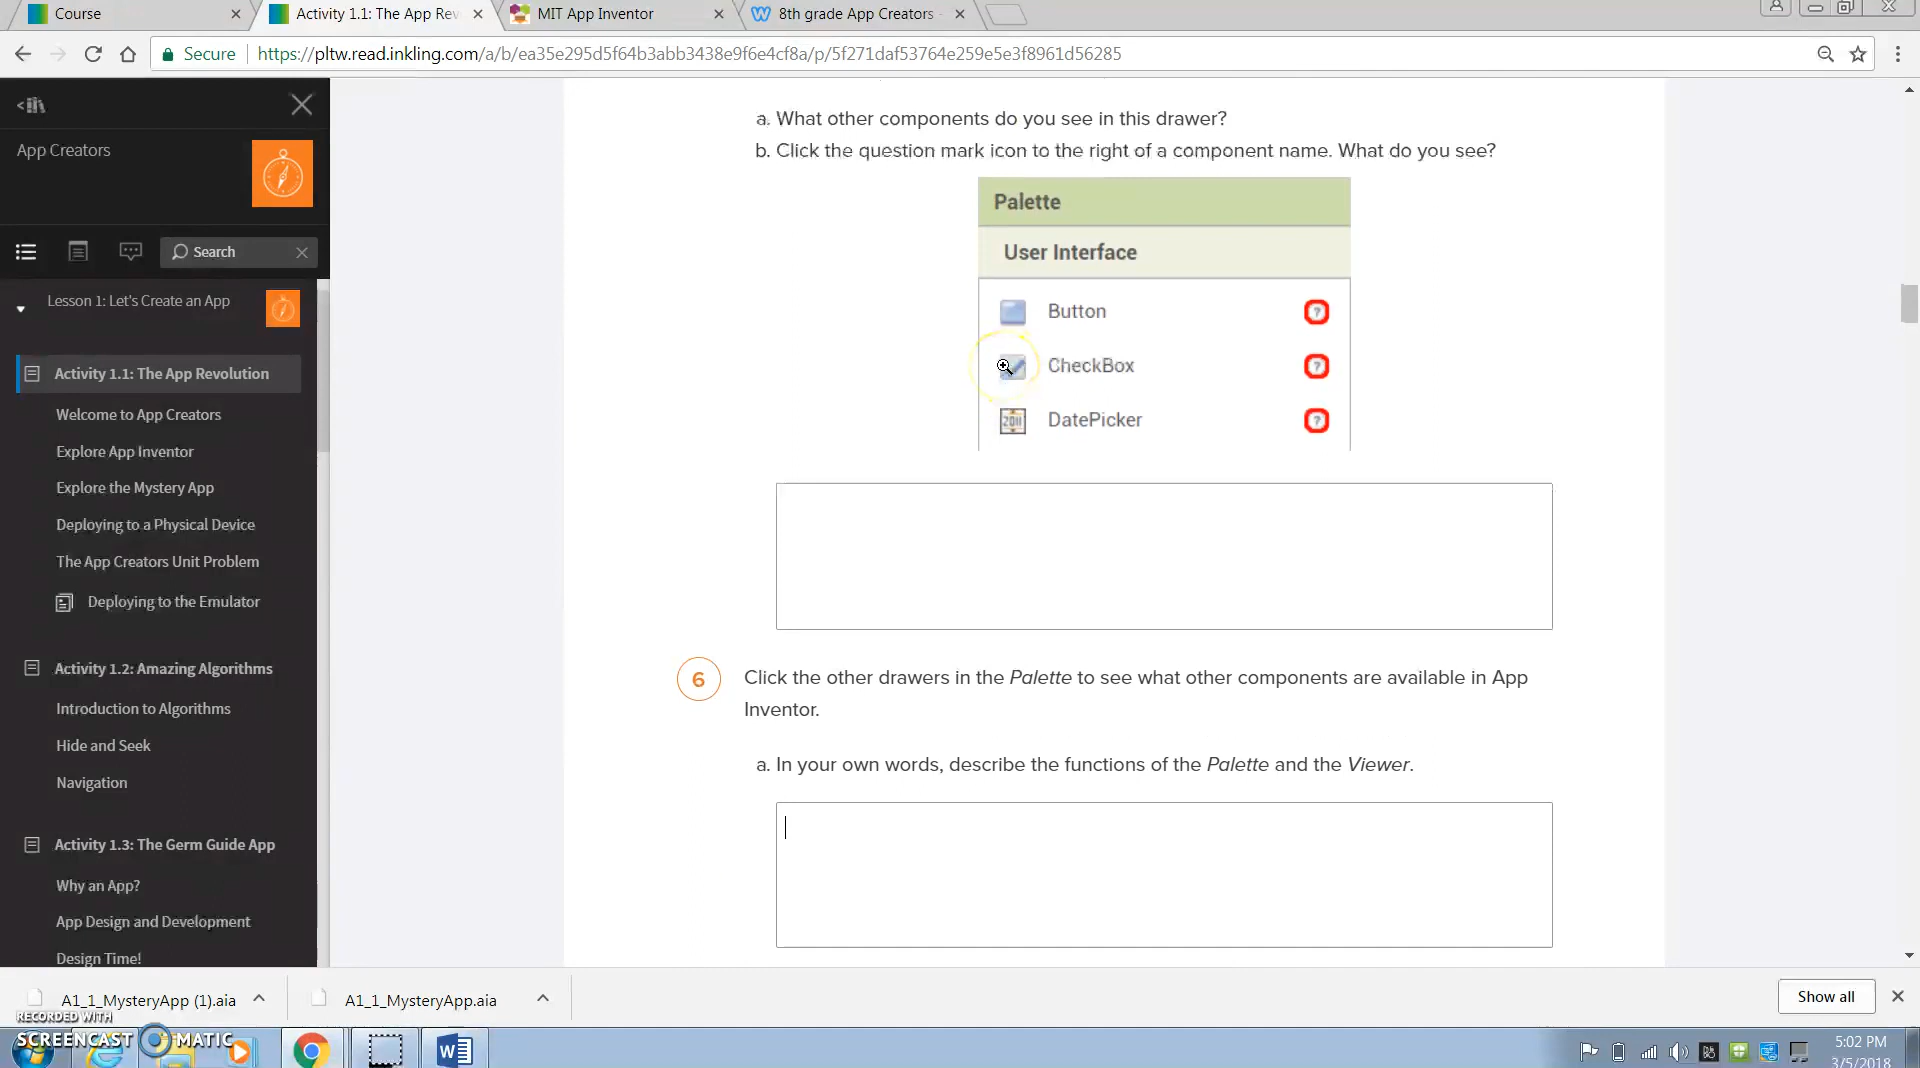 Course
Activity 1.1: The App Rev
MIT App Inventor
8th grade App Creators -
Secure
https://pltw.read.inkling.com/a/b/ea35e295d5f64b3abb3438e9f6e4cf8a/p/5f271daf53764e259e5e3f8961d56285
App Creators
Search
Lesson 1: Let's Create an App
Activity 1.1: The App Revolution
Welcome to App Creators
Explore App Inventor
Explore the Mystery App
Deploying to a Physical Device
The App Creators Unit Problem
Deploying to the Emulator
Activity 1.2: Amazing Algorithms
Introduction to Algorithms
Hide and Seek
Navigation
Activity 1.3: The Germ Guide App
Why an App?
App Design and Development
Design Time!
a. What other components do you see in this drawer?
b. Click the question mark icon to the right of a component name. What do you see?
Palette
User Interface
Button ?
CheckBox ?
2011 DatePicker ?
6 Click the other drawers in the Palette to see what other components are available in App
Inventor.
a. In your own words, describe the functions of the Palette and the Viewer.
A1_1_MysteryApp (1).aia
A1_1_MysteryApp.aia
Show all
RECORDED WITH
SCREENCAST MATIC
5:02 PM
3/5/2018